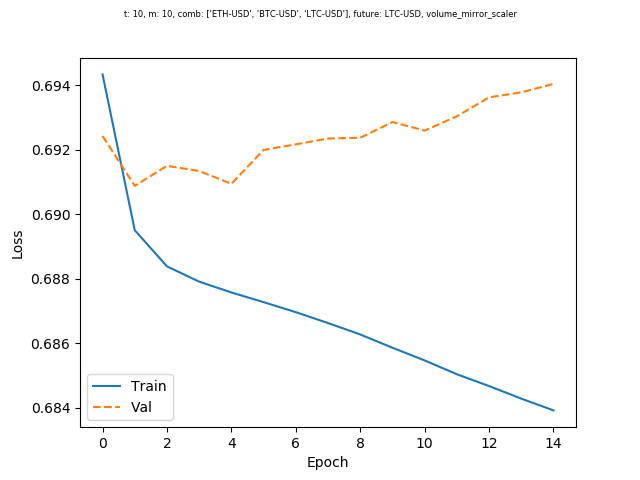 t: 10, m: 10, comb: ['ETH-USD', 'BTC-USD', 'LTC-USD'], future: LTC-USD, volume_mirror_scaler
0.694
0.692
0.690
0.688
0.686
0.684
Loss
Train
Val
0 2 4 6 8 10 12 14
Epoch